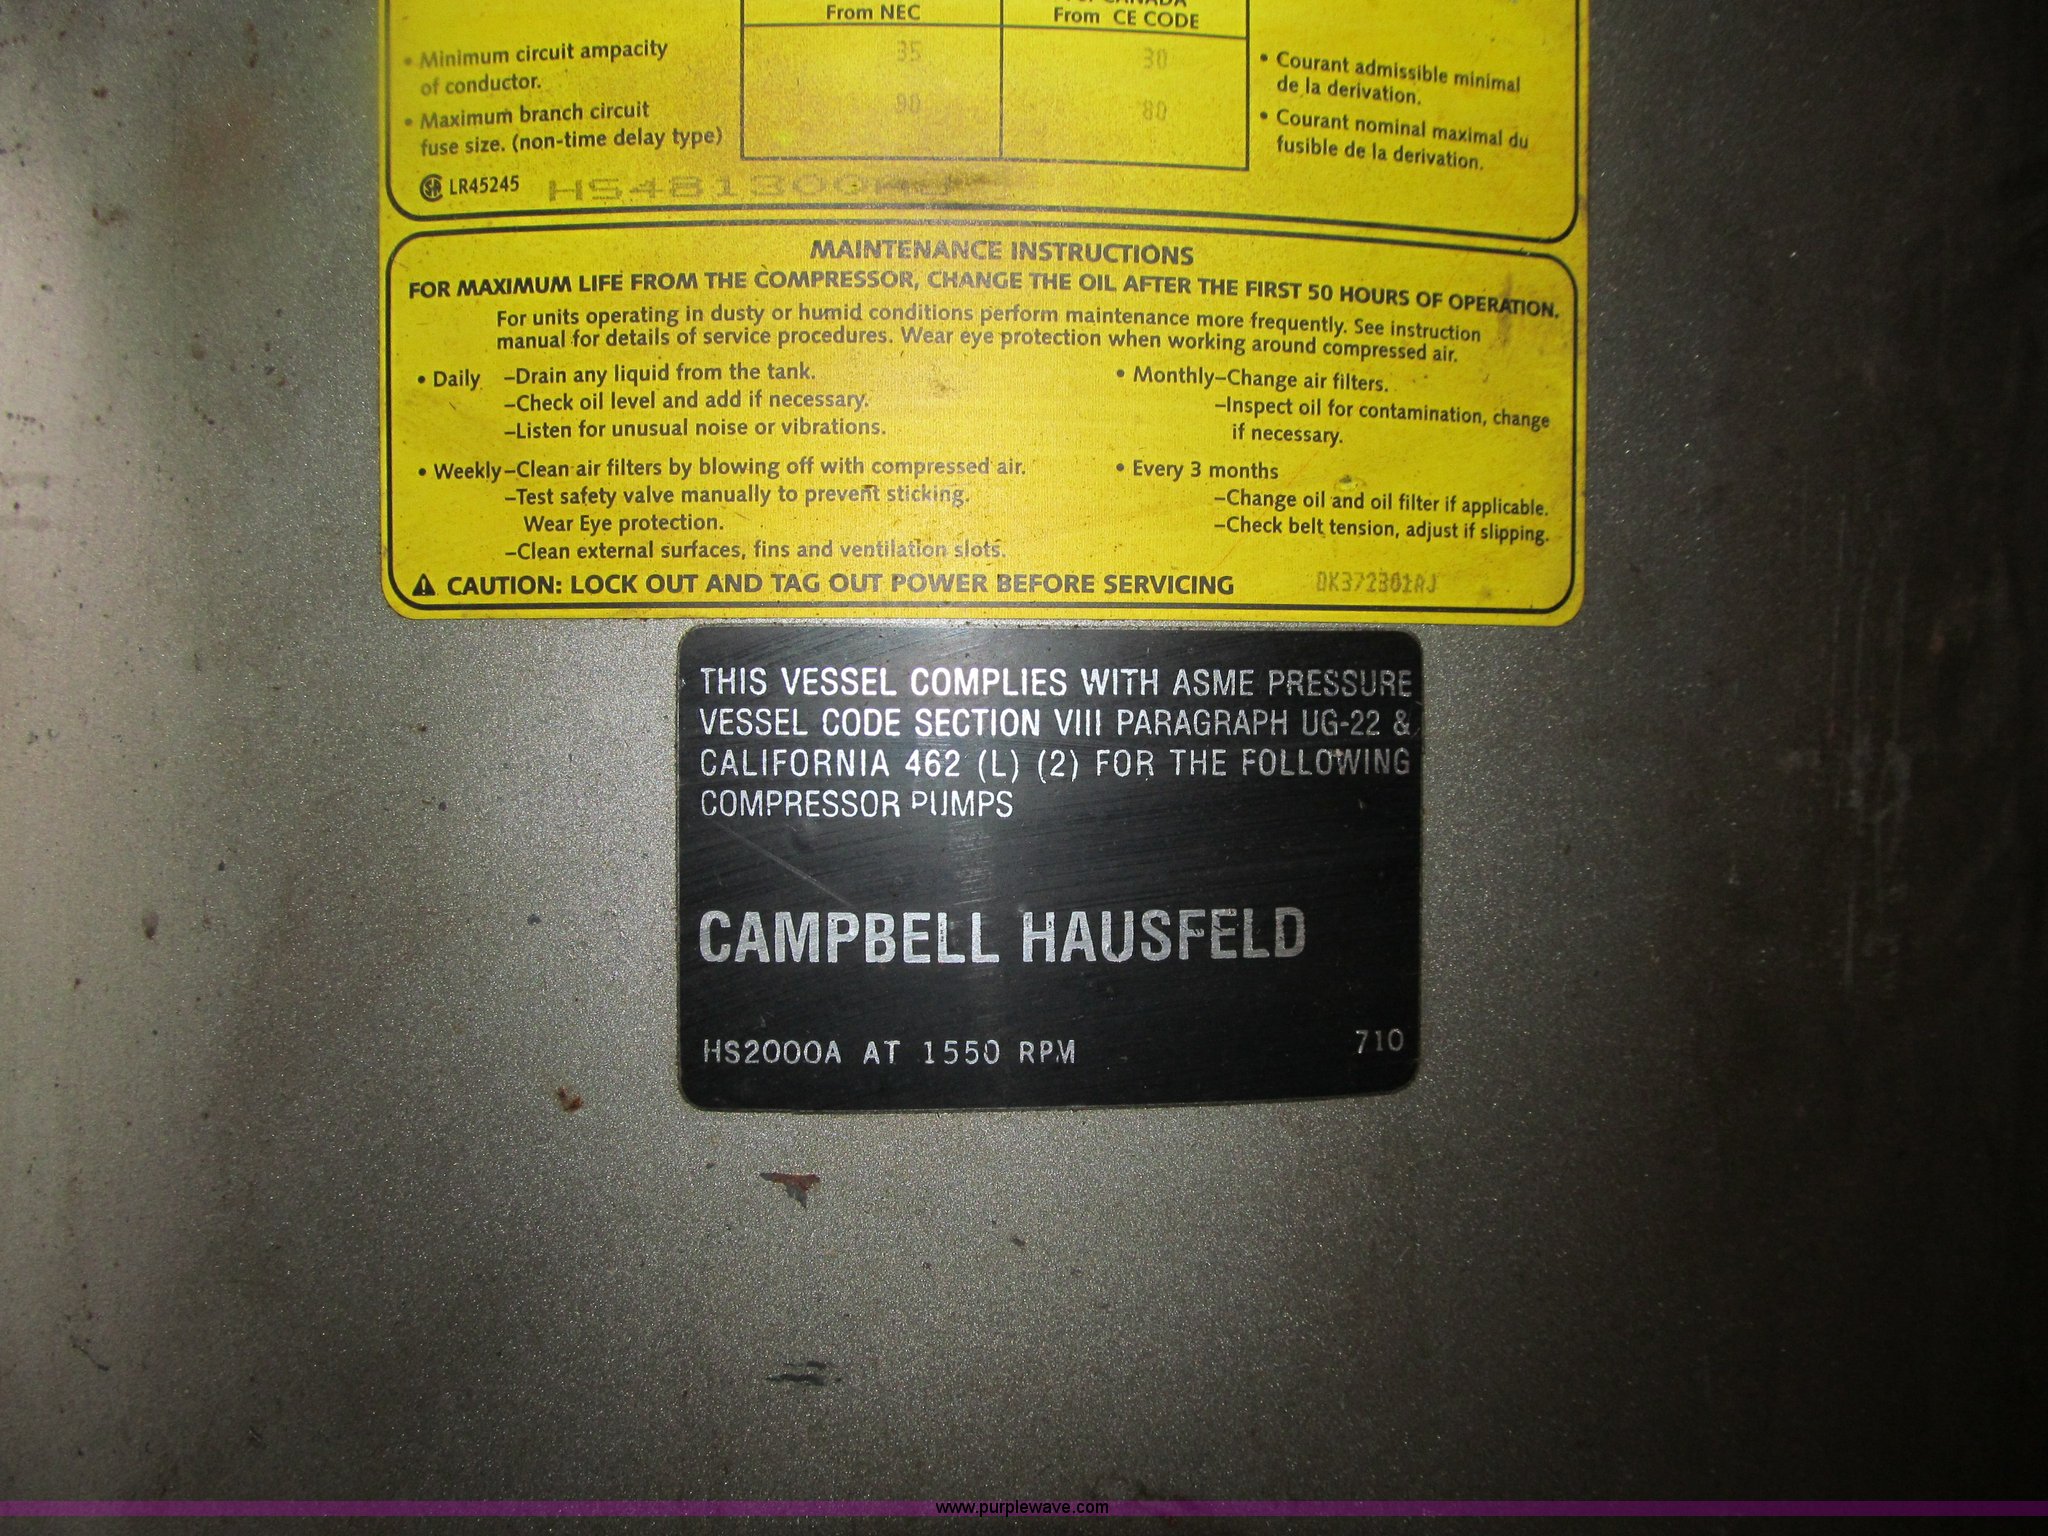 From NEC
From CE CODE
• Minimum circuit ampacity
of conductor.
35
30
• Maximum branch circuit
fuse size. (non-time delay type)
90
80
• Courant admissible minimal
de la derivation.
• Courant nominal maximal du
fusible de la derivation.
LR45245
MAINTENANCE INSTRUCTIONS
FOR MAXIMUM LIFE FROM THE COMPRESSOR, CHANGE THE OIL AFTER THE FIRST 50 HOURS OF OPERATION.
For units operating in dusty or humid conditions perform maintenance more frequently. See instruction
manual for details of service procedures. Wear eye protection when working around compressed air.
• Daily –Drain any liquid from the tank.
–Check oil level and add if necessary.
–Listen for unusual noise or vibrations.
• Weekly–Clean air filters by blowing off with compressed air.
–Test safety valve manually to prevent sticking.
Wear Eye protection.
–Clean external surfaces, fins and ventilation slots.
• Monthly–Change air filters.
–Inspect oil for contamination, change
if necessary.
• Every 3 months
–Change oil and oil filter if applicable.
–Check belt tension, adjust if slipping.
CAUTION: LOCK OUT AND TAG OUT POWER BEFORE SERVICING
DK372301AJ
THIS VESSEL COMPLIES WITH ASME PRESSURE
VESSEL CODE SECTION VIII PARAGRAPH UG-22 &
CALIFORNIA 462 (L) (2) FOR THE FOLLOWING
COMPRESSOR PUMPS
CAMPBELL HAUSFELD
HS2000A AT 1550 RPM
710
www.purplewave.com